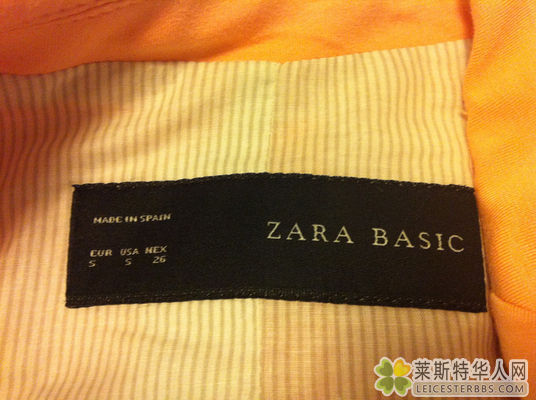 MADE IN SPAIN
EUR USA MEX
S S 26
ZARA BASIC
莱斯特华人网
LEICESTERBBS.COM